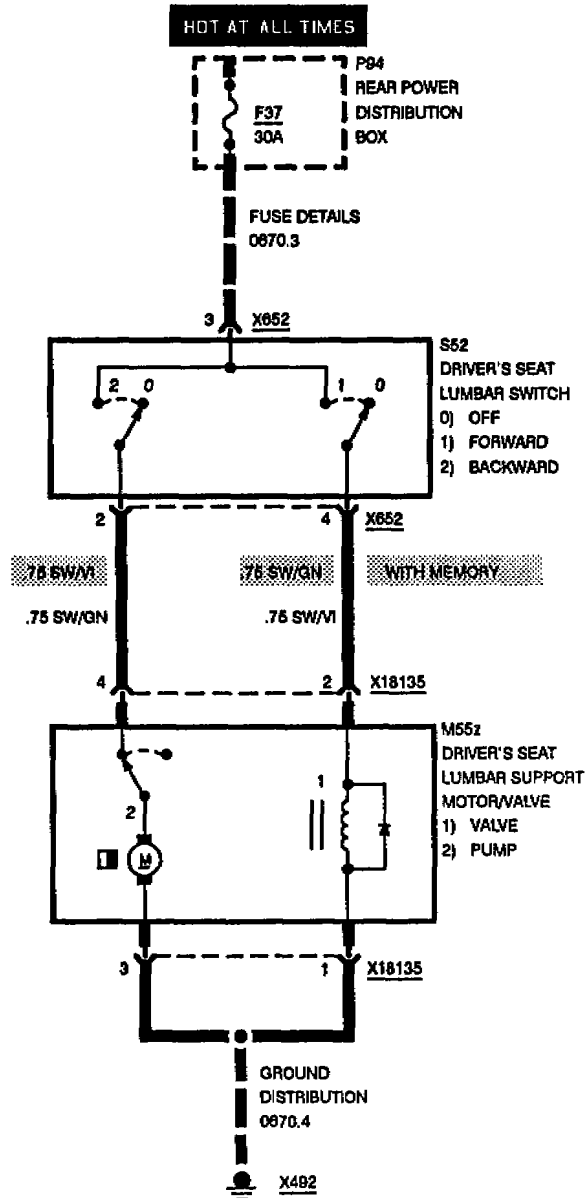 HOT AT ALL TIMES
P94
REAR POWER
DISTRIBUTION
BOX
F37
30A
FUSE DETAILS
0670.3
3 X652
S52
DRIVER'S SEAT
LUMBAR SWITCH
0) OFF
1) FORWARD
2) BACKWARD
2 0
1 0
2 4 X652
.75 SW/VI .75 SW/GN WITH MEMORY
.75 SW/GN .75 SW/VI
4 2 X18135
M55z
DRIVER'S SEAT
LUMBAR SUPPORT
MOTOR/VALVE
1) VALVE
2) PUMP
1
2
M
3 1 X18135
GROUND
DISTRIBUTION
0670.4
X492